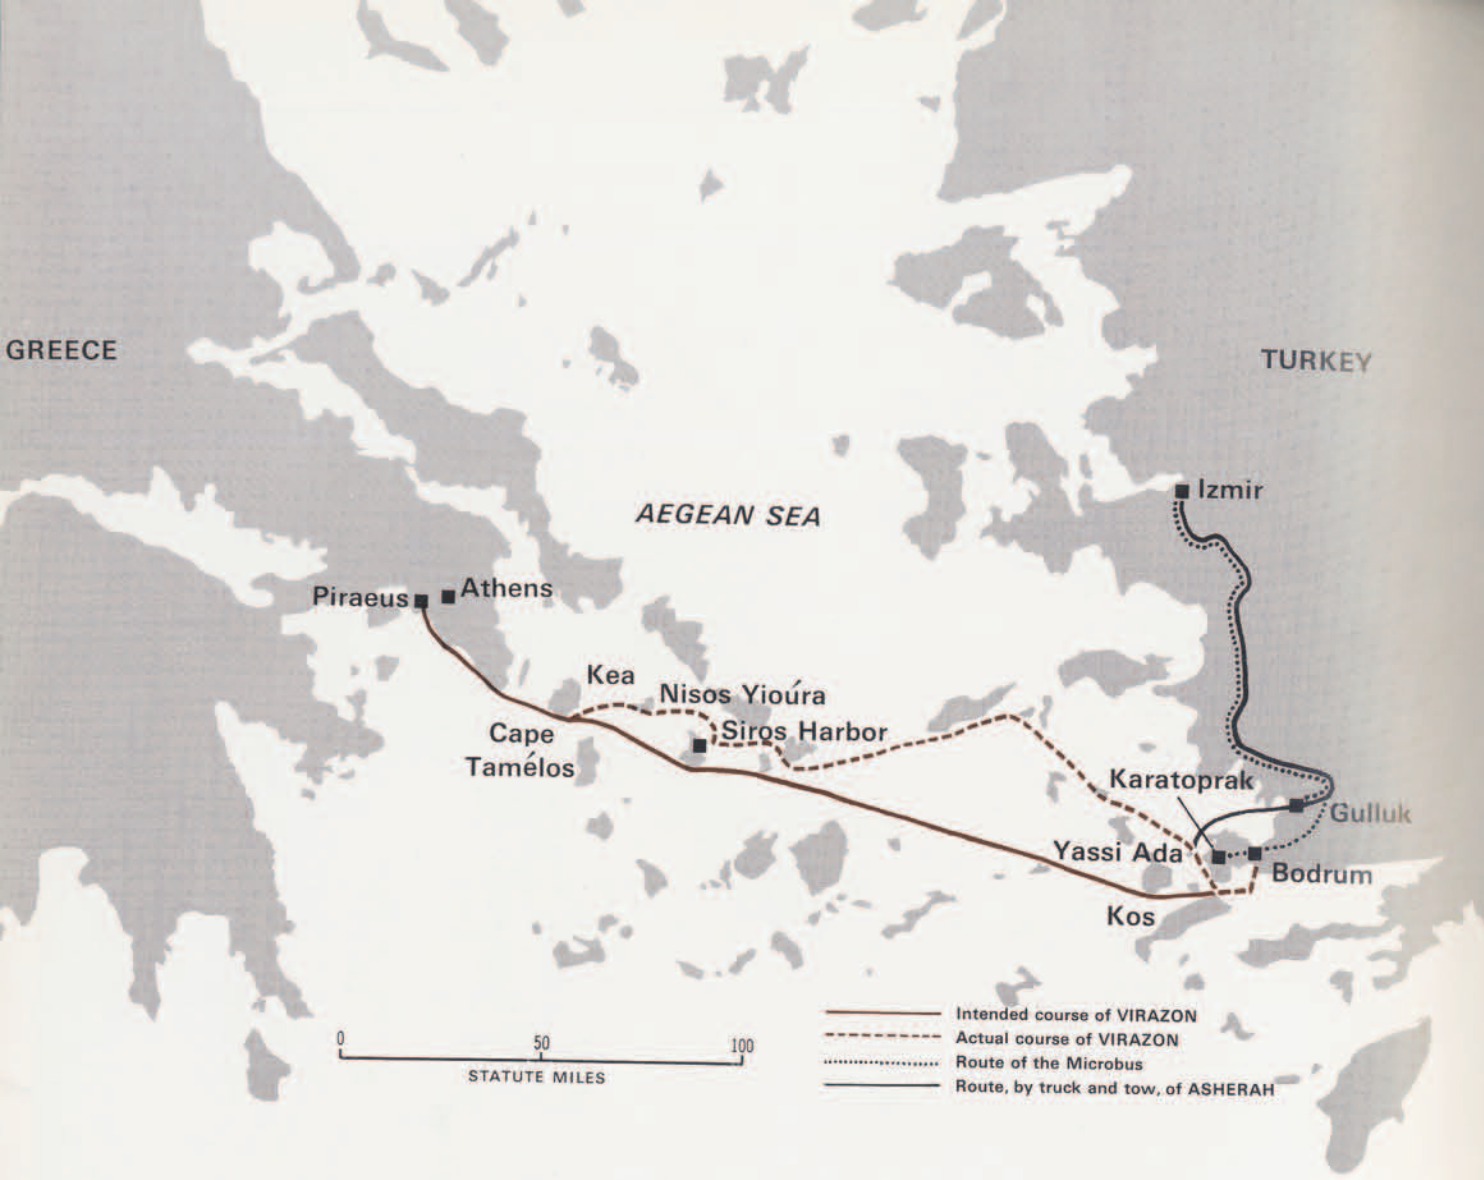 GREECE
TURKEY
Izmir
AEGEAN SEA
Piraeus
Athens
Kea
Nisos Yioúra
Siros Harbor
Cape
Tamélos
Karatoprak
Gulluk
Yassi Ada
Bodrum
Kos
0 50 100
STATUTE MILES
Intended course of VIRAZON
Actual course of VIRAZON
Route of the Microbus
Route, by truck and tow, of ASHERAH